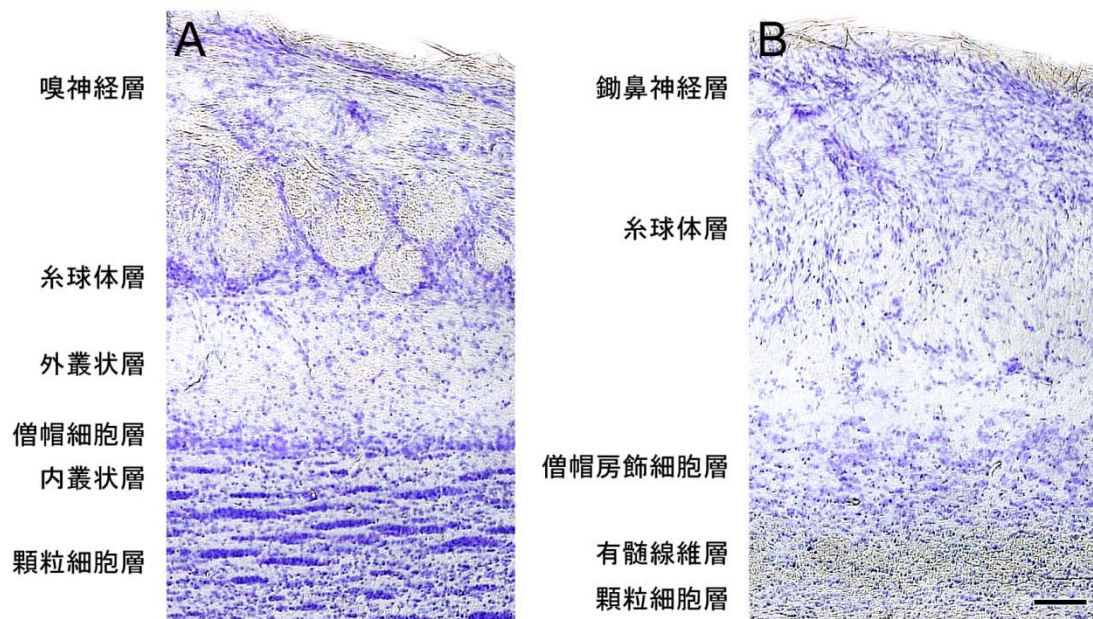 A
嗅神経層
糸球体層
外叢状層
僧帽細胞層
内叢状層
顆粒細胞層
B
鋤鼻神経層
糸球体層
僧帽房飾細胞層
有髄線維層
顆粒細胞層